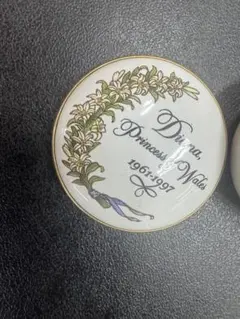 Diana,
Princess of Wales
1961-1997